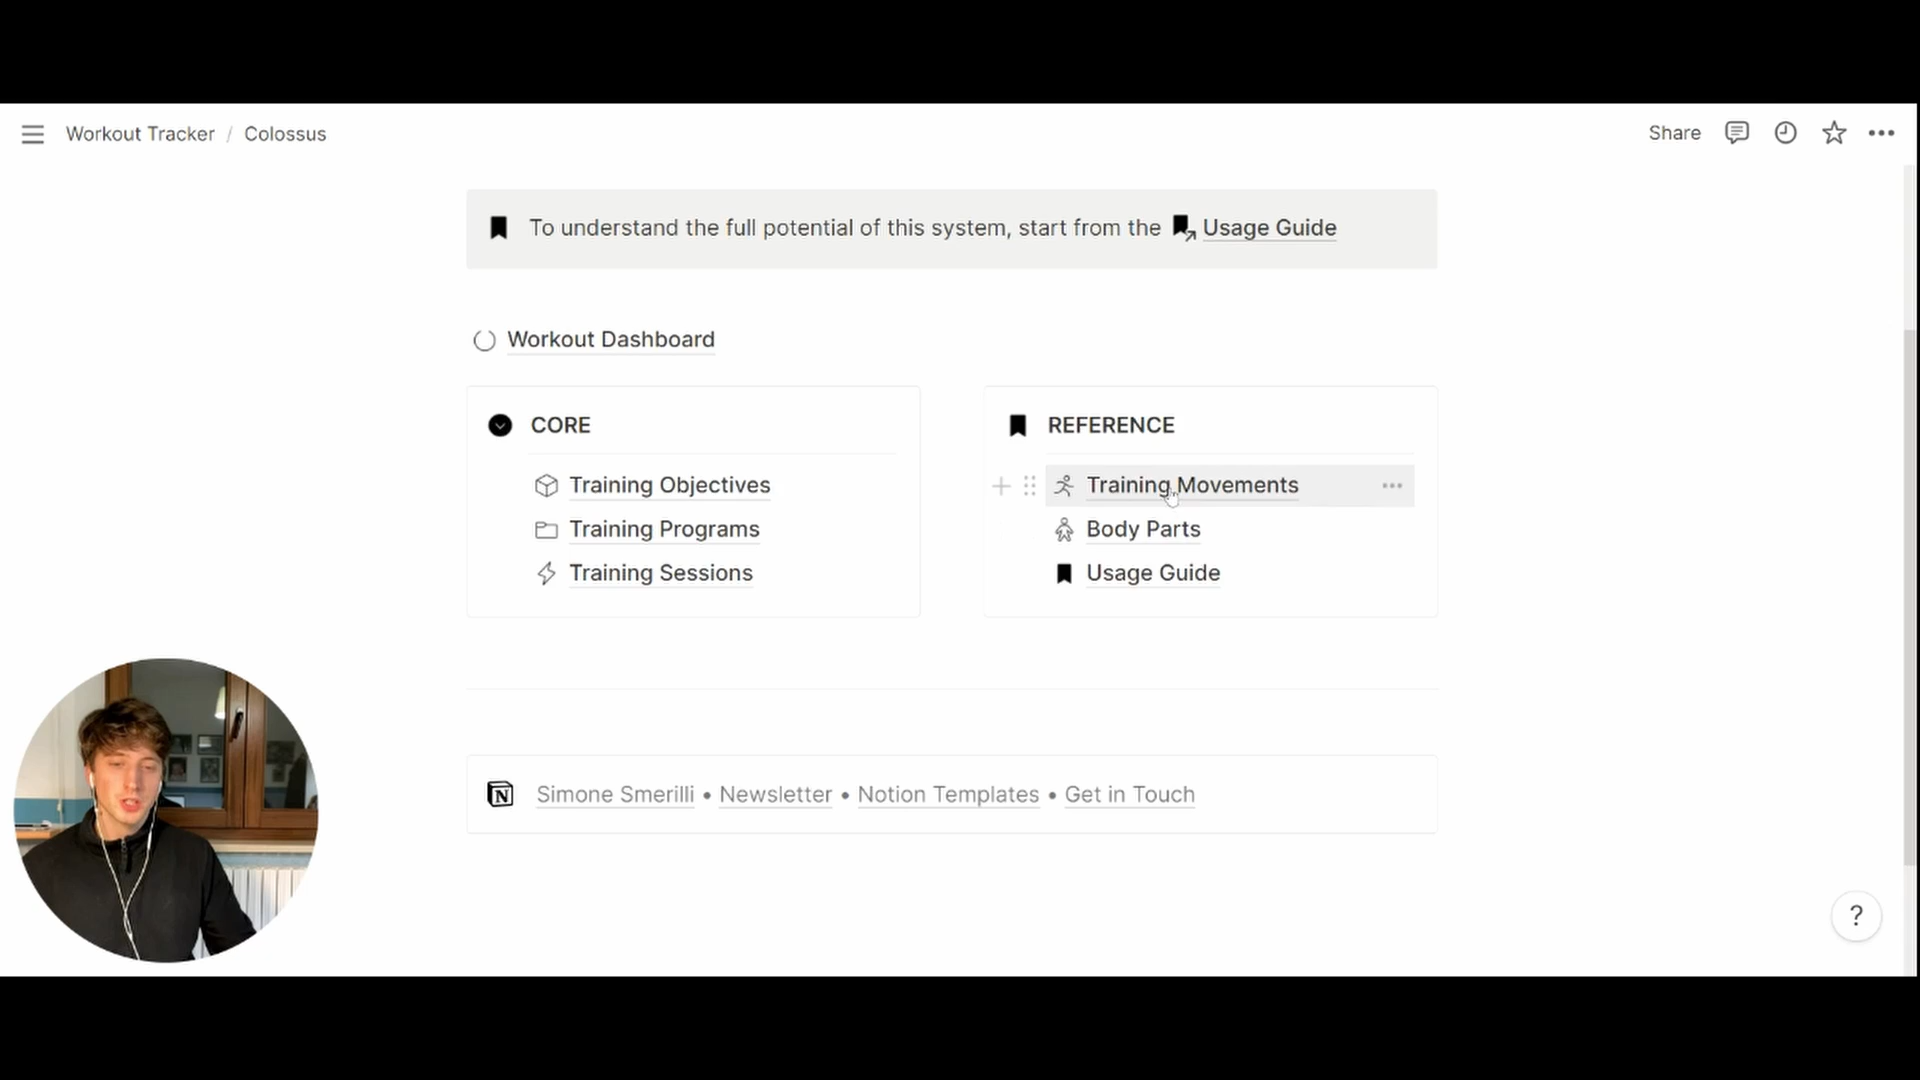 Workout Tracker / Colossus
Share
To understand the full potential of this system, start from the Usage Guide
Workout Dashboard
CORE
Training Objectives
Training Programs
Training Sessions
REFERENCE
Training Movements
Body Parts
Usage Guide
Simone Smerilli • Newsletter • Notion Templates • Get in Touch
?